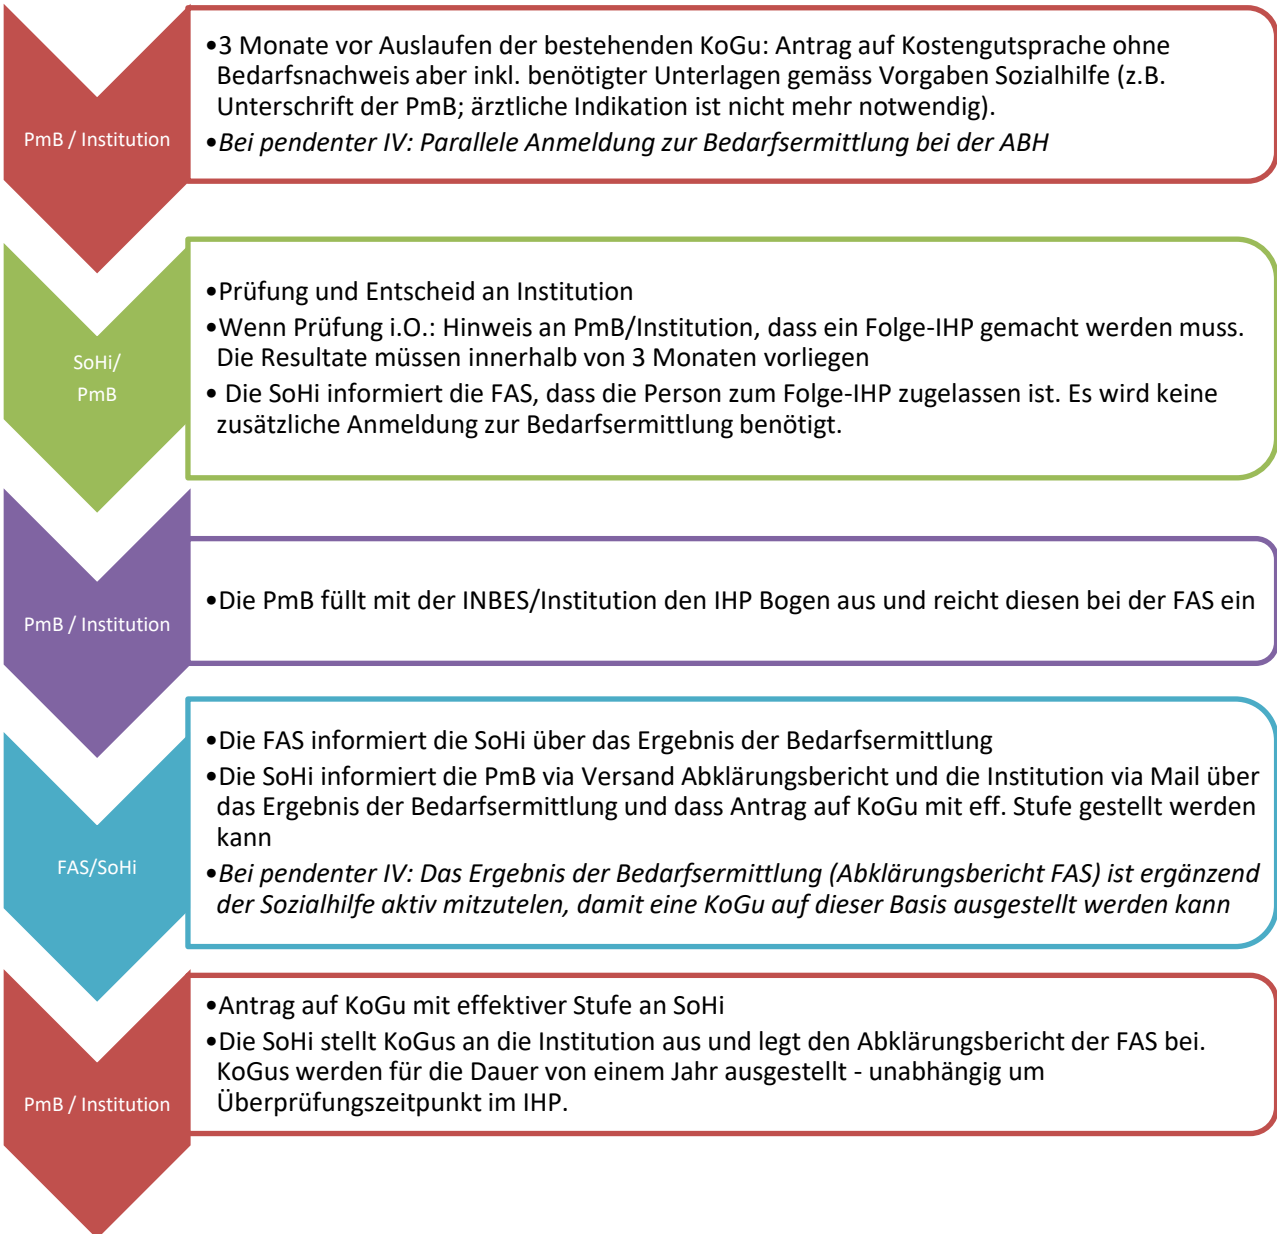 PmB / Institution
•3 Monate vor Auslaufen der bestehenden KoGu: Antrag auf Kostengutsprache ohne
Bedarfsnachweis aber inkl. benötigter Unterlagen gemäss Vorgaben Sozialhilfe (z.B.
Unterschrift der PmB; ärztliche Indikation ist nicht mehr notwendig).
•Bei pendenter IV: Parallele Anmeldung zur Bedarfsermittlung bei der ABH
SoHi/
PmB
•Prüfung und Entscheid an Institution
•Wenn Prüfung i.O.: Hinweis an PmB/Institution, dass ein Folge-IHP gemacht werden muss.
Die Resultate müssen innerhalb von 3 Monaten vorliegen
• Die SoHi informiert die FAS, dass die Person zum Folge-IHP zugelassen ist. Es wird keine
zusätzliche Anmeldung zur Bedarfsermittlung benötigt.
PmB / Institution
•Die PmB füllt mit der INBES/Institution den IHP Bogen aus und reicht diesen bei der FAS ein
FAS/SoHi
•Die FAS informiert die SoHi über das Ergebnis der Bedarfsermittlung
•Die SoHi informiert die PmB via Versand Abklärungsbericht und die Institution via Mail über
das Ergebnis der Bedarfsermittlung und dass Antrag auf KoGu mit eff. Stufe gestellt werden
kann
•Bei pendenter IV: Das Ergebnis der Bedarfsermittlung (Abklärungsbericht FAS) ist ergänzend
der Sozialhilfe aktiv mitzutelen, damit eine KoGu auf dieser Basis ausgestellt werden kann
PmB / Institution
•Antrag auf KoGu mit effektiver Stufe an SoHi
•Die SoHi stellt KoGus an die Institution aus und legt den Abklärungsbericht der FAS bei.
KoGus werden für die Dauer von einem Jahr ausgestellt - unabhängig um
Überprüfungszeitpunkt im IHP.